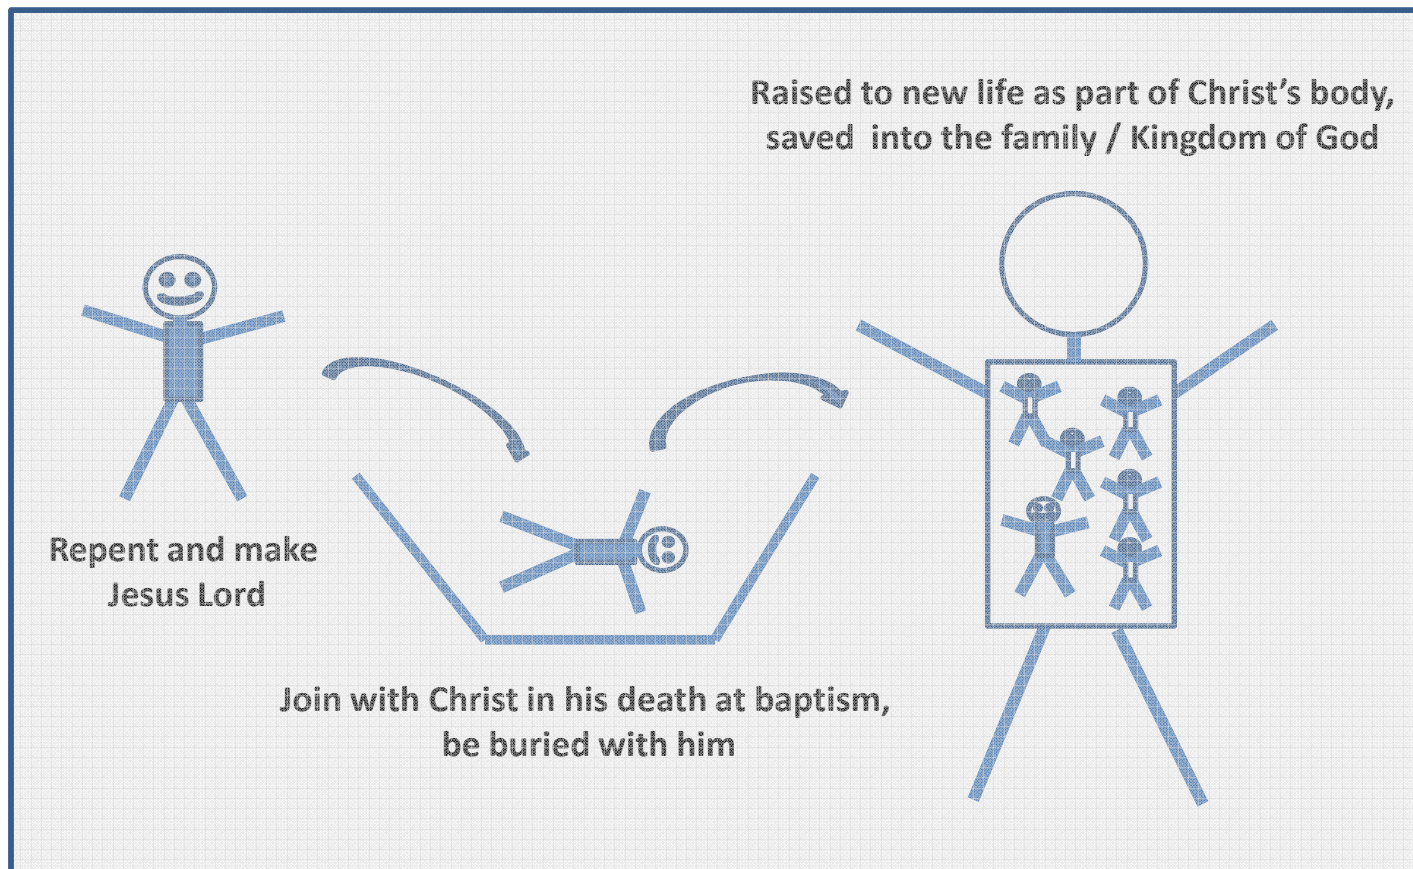 Raised to new life as part of Christ's body,
saved into the family / Kingdom of God
Repent and make
Jesus Lord
Join with Christ in his death at baptism,
be buried with him